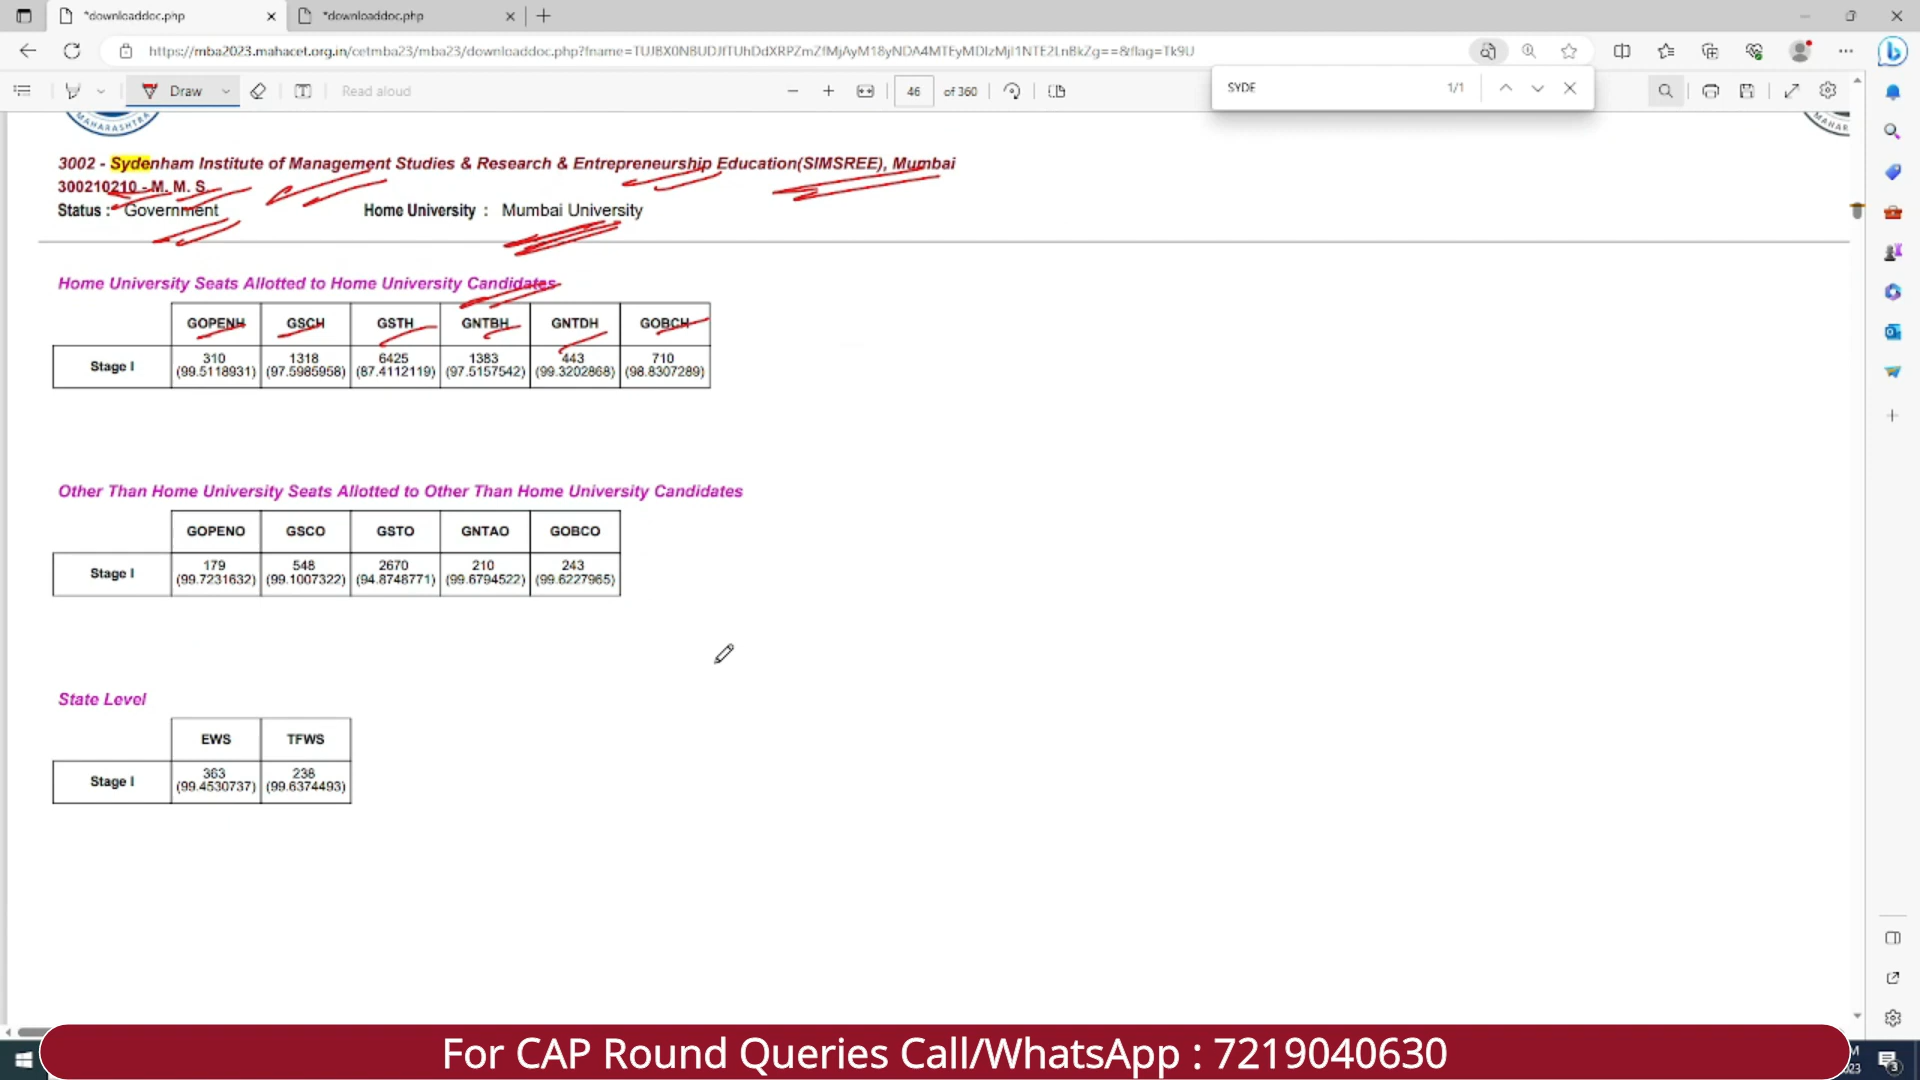 *downloaddoc.php
*downloaddoc.php
Draw
Read aloud
46 of 360
SYDE 1/1
MAHARASHTRA
MAHAR
3002 - Sydenham Institute of Management Studies & Research & Entrepreneurship Education(SIMSREE), Mumbai
300210210 - M. M. S.
Status : Government Home University : Mumbai University
Home University Seats Allotted to Home University Candidates
GOPENH GSCH GSTH GNTBH GNTDH GOBCH
Stage I
310 1318 6425 1383 443 710
(99.5118931) (97.5985958) (87.4112119) (97.5157542) (99.3202868) (98.8307289)
Other Than Home University Seats Allotted to Other Than Home University Candidates
GOPENO GSCO GSTO GNTAO GOBCO
Stage I
179 548 2670 210 243
(99.7231632) (99.1007322) (94.8748771) (99.6794522) (99.6227965)
State Level
EWS TFWS
Stage I
363 238
(99.4530737) (99.6374493)
For CAP Round Queries Call/WhatsApp : 7219040630